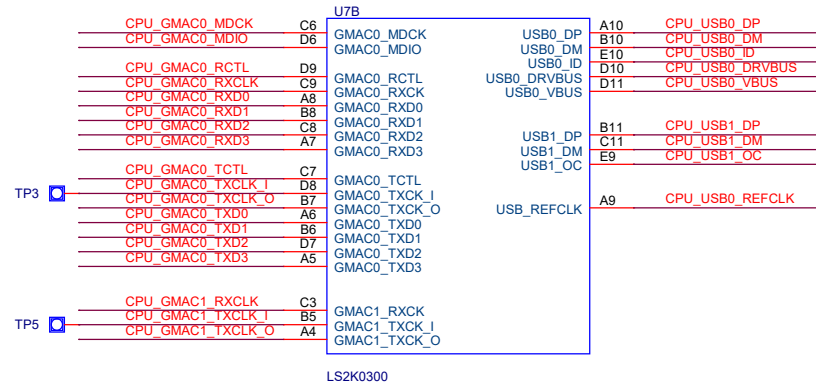 U7B
CPU_GMAC0_MDCK C6 GMAC0_MDCK USB0_DP A10 CPU_USB0_DP
CPU_GMAC0_MDIO D6 GMAC0_MDIO USB0_DM B10 CPU_USB0_DM
USB0_ID E10 CPU_USB0_ID
CPU_GMAC0_RCTL D9 GMAC0_RCTL USB0_DRVBUS D10 CPU_USB0_DRVBUS
CPU_GMAC0_RXCLK C9 GMAC0_RXCK USB0_VBUS D11 CPU_USB0_VBUS
CPU_GMAC0_RXD0 A8 GMAC0_RXD0
CPU_GMAC0_RXD1 B8 GMAC0_RXD1 USB1_DP B11 CPU_USB1_DP
CPU_GMAC0_RXD2 C8 GMAC0_RXD2 USB1_DM C11 CPU_USB1_DM
CPU_GMAC0_RXD3 A7 GMAC0_RXD3 USB1_OC E9 CPU_USB1_OC
CPU_GMAC0_TCTL C7 GMAC0_TCTL
TP3 CPU_GMAC0_TXCLK_I D8 GMAC0_TXCK_I
CPU_GMAC0_TXCLK_O B7 GMAC0_TXCK_O USB_REFCLK A9 CPU_USB0_REFCLK
CPU_GMAC0_TXD0 A6 GMAC0_TXD0
CPU_GMAC0_TXD1 B6 GMAC0_TXD1
CPU_GMAC0_TXD2 D7 GMAC0_TXD2
CPU_GMAC0_TXD3 A5 GMAC0_TXD3
CPU_GMAC1_RXCLK C3 GMAC1_RXCK
TP5 CPU_GMAC1_TXCLK_I B5 GMAC1_TXCK_I
CPU_GMAC1_TXCLK_O A4 GMAC1_TXCK_O
LS2K0300